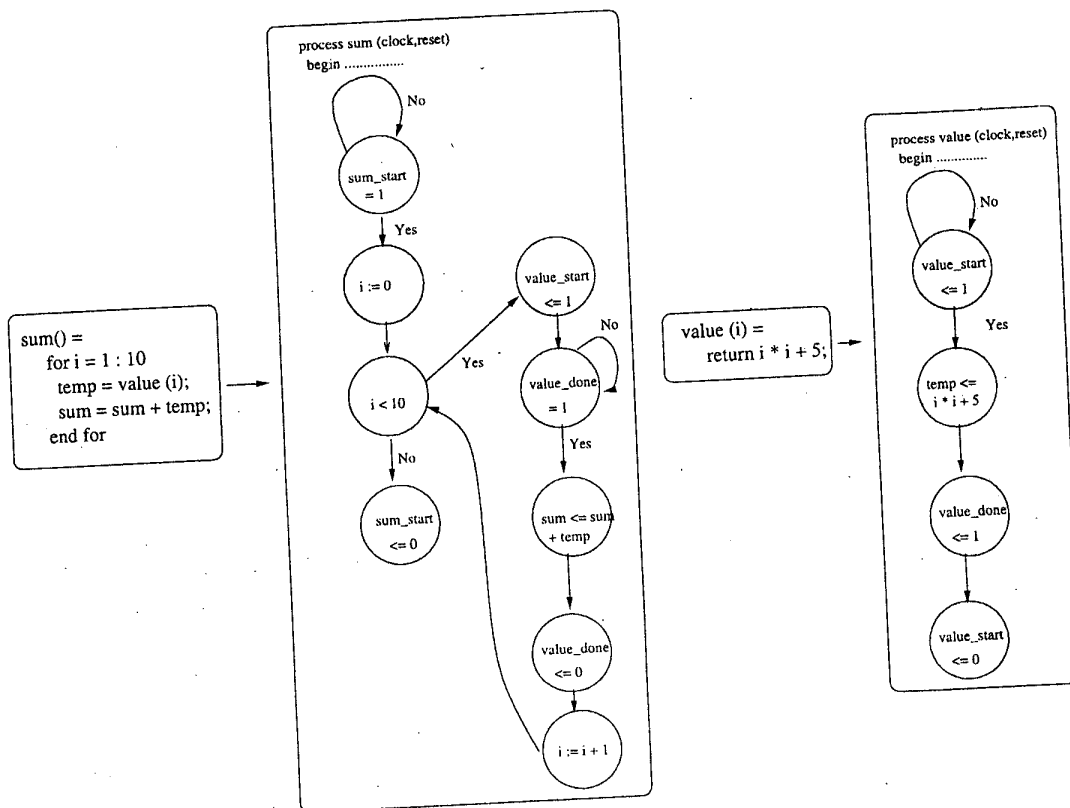 sum() =
for i = 1 : 10
temp = value (i);
sum = sum + temp;
end for
process sum (clock,reset)
begin ................
No
sum_start
= 1
Yes
i := 0
i < 10
Yes
No
sum_start
<= 0
value_start
<= 1
No
value_done
= 1
Yes
sum <= sum
+ temp
value_done
<= 0
i := i + 1
value (i) =
return i * i + 5;
process value (clock,reset)
begin ..............
No
value_start
<= 1
Yes
temp <=
i * i + 5
value_done
<= 1
value_start
<= 0